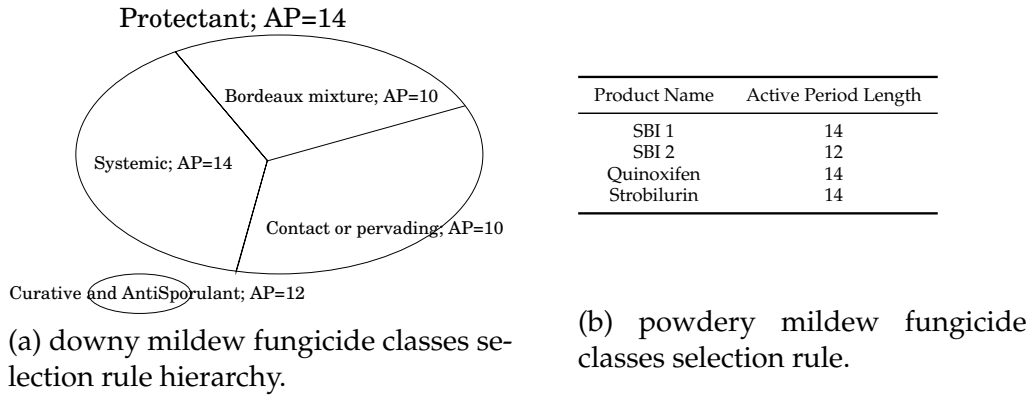 Protectant; AP=14
Bordeaux mixture; AP=10
Systemic; AP=14
Contact or pervading; AP=10
Curative and AntiSporulant; AP=12
(a) downy mildew fungicide classes se-
lection rule hierarchy.
Product Name Active Period Length
SBI 1 14
SBI 2 12
Quinoxifen 14
Strobilurin 14
(b) powdery mildew fungicide
classes selection rule.